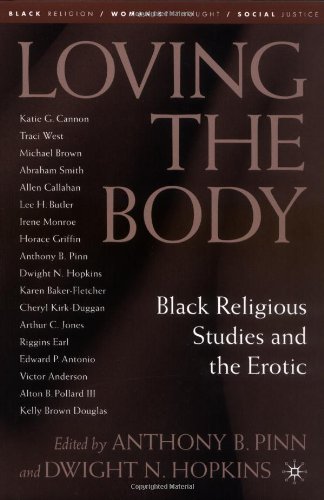 BLACK RELIGION / WOMANIST THOUGHT / SOCIAL JUSTICE
LOVING
THE
BODY
Katie G. Cannon
Traci West
Michael Brown
Abraham Smith
Allen Callahan
Lee H. Butler
Irene Monroe
Horace Griffin
Anthony B. Pinn
Dwight N. Hopkins
Karen Baker-Fletcher
Cheryl Kirk-Duggan
Arthur C. Jones
Riggins Earl
Edward P. Antonio
Victor Anderson
Alton B. Pollard III
Kelly Brown Douglas
Black Religious
Studies and
the Erotic
Edited by ANTHONY B. PINN
and DWIGHT N. HOPKINS